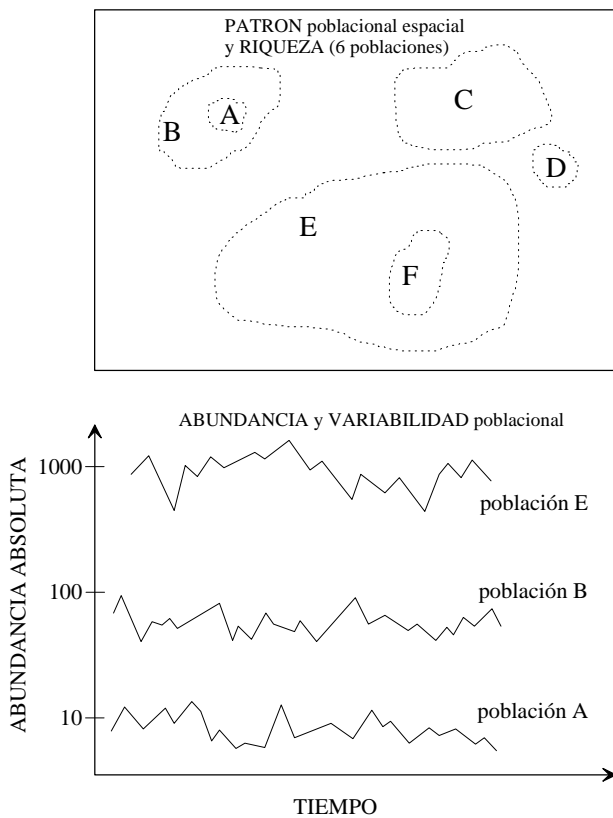 PATRON poblacional espacial
y RIQUEZA (6 poblaciones)
C
A
B
D
E
F
ABUNDANCIA y VARIABILIDAD poblacional
ABUNDANCIA ABSOLUTA
1000
población E
100
población B
10
población A
TIEMPO